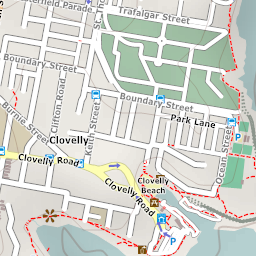 Trafalgar Street
Boundary Street
Clifton Road
Boundary Street
Park Lane
Burnie Street
Keith Street
Clovelly
Ocean Street
Clovelly Road
Clovelly
Beach
Clovelly Road
P